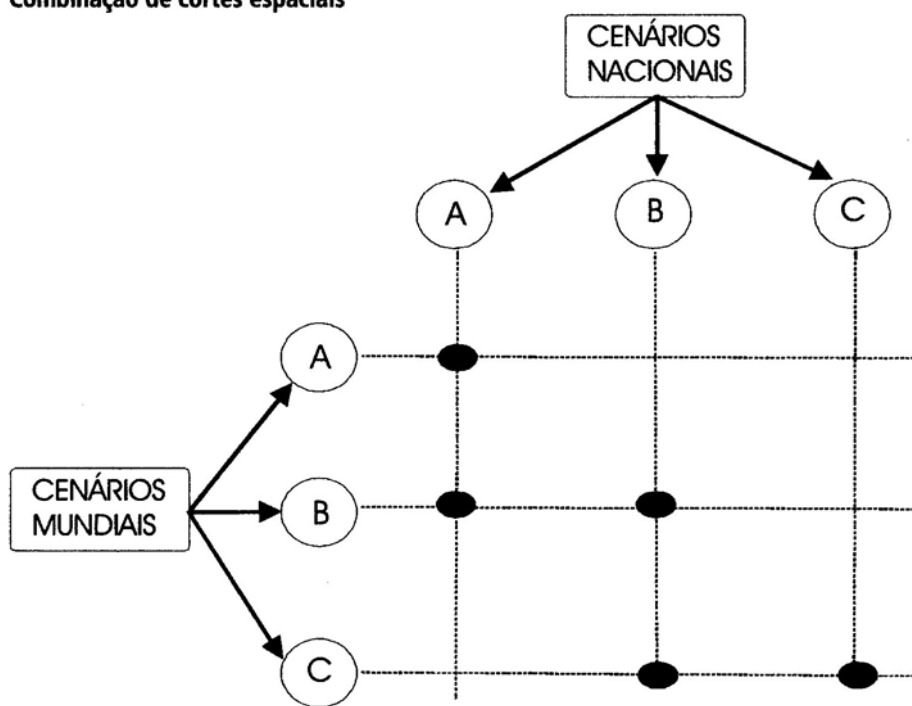 Combinação de cortes espaciais
CENÁRIOS
NACIONAIS
A
B
C
A
CENÁRIOS
MUNDIAIS
B
C